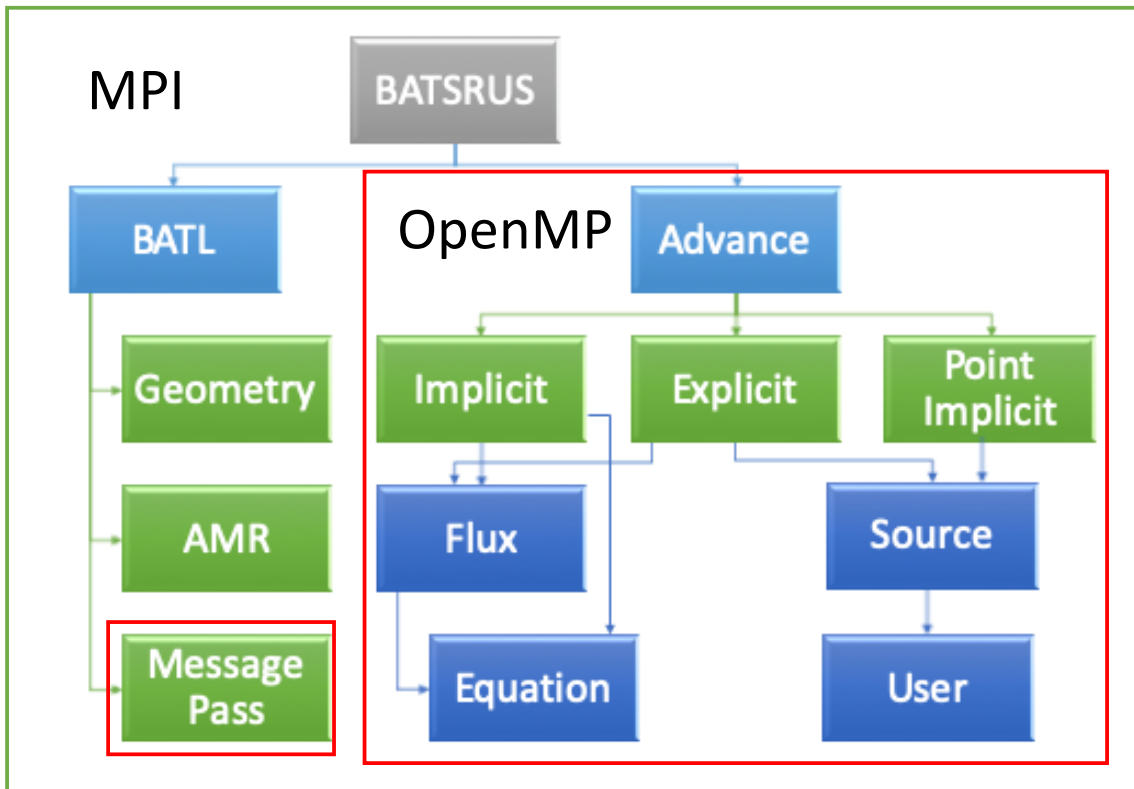 MPI
BATSRUS
BATL
OpenMP
Advance
Geometry
Implicit
Explicit
Point
Implicit
AMR
Flux
Source
Message
Pass
Equation
User